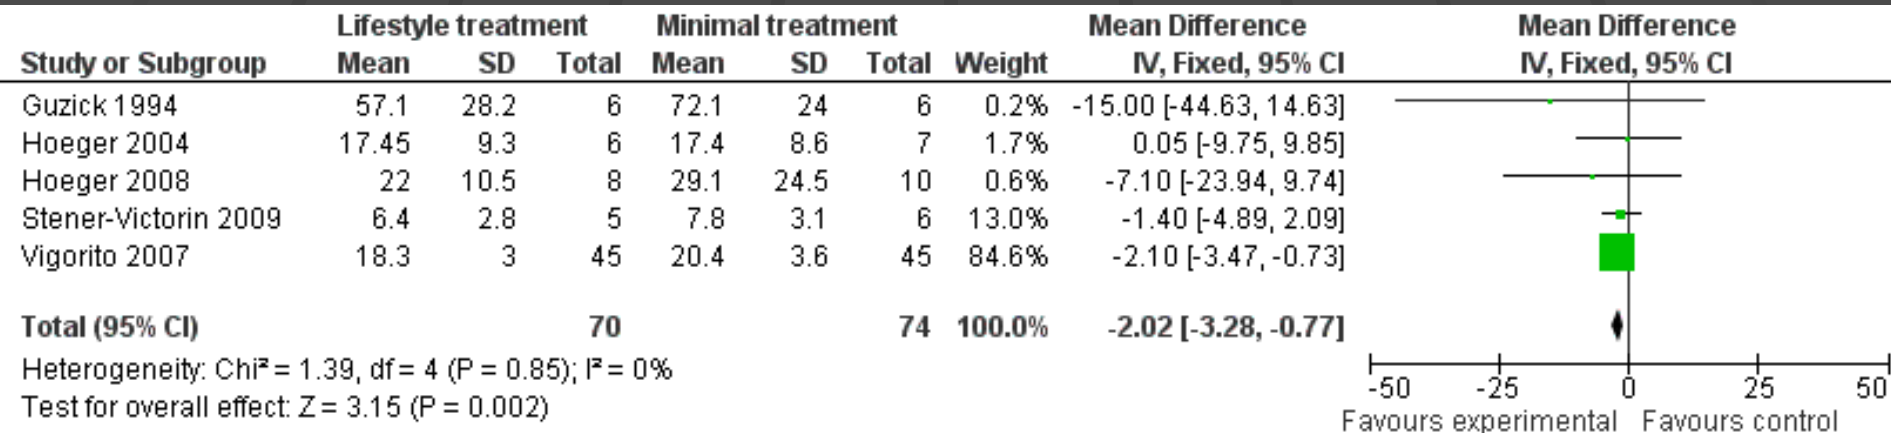 Lifestyle treatment Minimal treatment Mean Difference Mean Difference
Study or Subgroup Mean SD Total Mean SD Total Weight IV, Fixed, 95% CI IV, Fixed, 95% CI
Guzick 1994 57.1 28.2 6 72.1 24 6 0.2% -15.00 [-44.63, 14.63]
Hoeger 2004 17.45 9.3 6 17.4 8.6 7 1.7% 0.05 [-9.75, 9.85]
Hoeger 2008 22 10.5 8 29.1 24.5 10 0.6% -7.10 [-23.94, 9.74]
Stener-Victorin 2009 6.4 2.8 5 7.8 3.1 6 13.0% -1.40 [-4.89, 2.09]
Vigorito 2007 18.3 3 45 20.4 3.6 45 84.6% -2.10 [-3.47, -0.73]
Total (95% CI) 70 74 100.0% -2.02 [-3.28, -0.77]
Heterogeneity: Chi² = 1.39, df = 4 (P = 0.85); I² = 0%
Test for overall effect: Z = 3.15 (P = 0.002)
-50 -25 0 25 50
Favours experimental Favours control